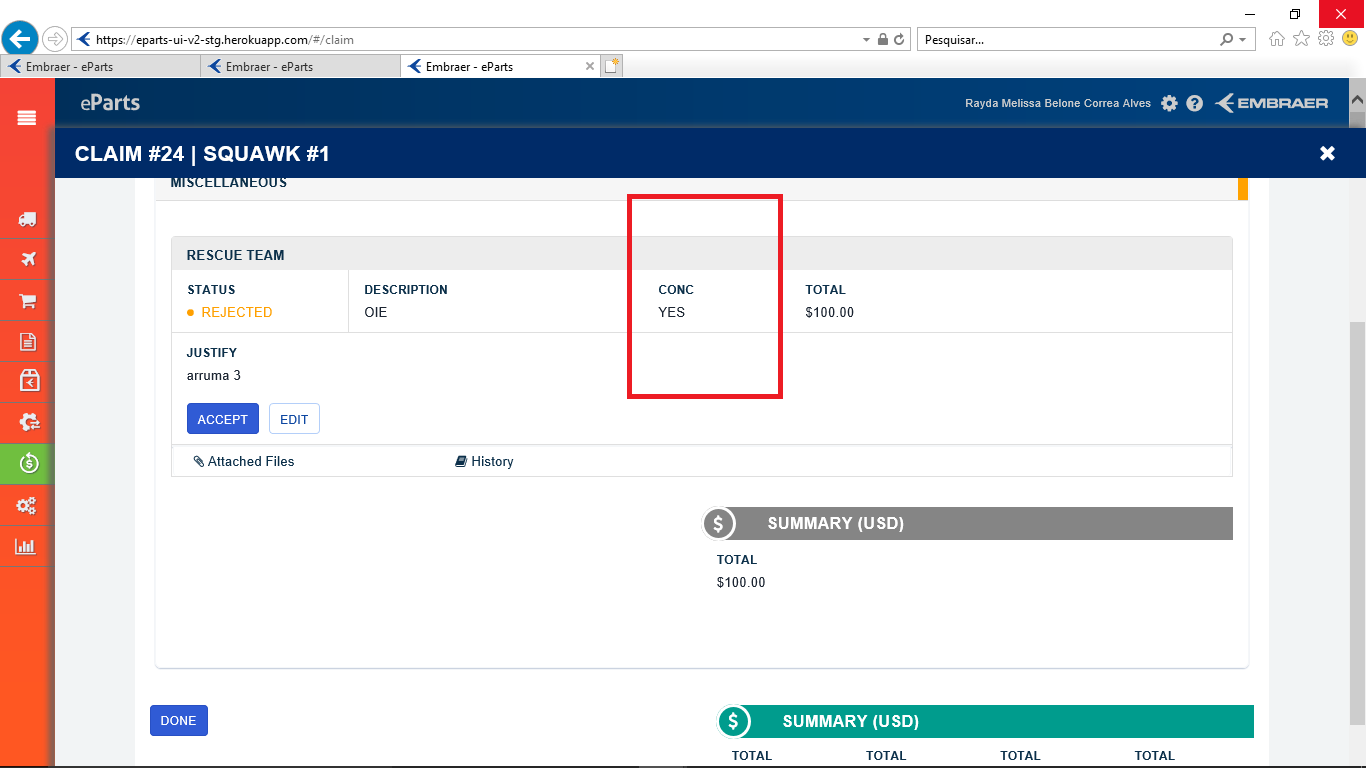 https://eparts-ui-v2-stg.herokuapp.com/#/claim
Pesquisar...
Embraer - eParts
Embraer - eParts
Embraer - eParts
eParts
Rayda Melissa Belone Correa Alves
EMBRAER
CLAIM #24 | SQUAWK #1
MISCELLANEOUS
RESCUE TEAM
STATUS
DESCRIPTION
CONC
TOTAL
REJECTED
OIE
YES
$100.00
JUSTIFY
arruma 3
ACCEPT
EDIT
Attached Files
History
$ SUMMARY (USD)
TOTAL
$100.00
DONE
$ SUMMARY (USD)
TOTAL
TOTAL
TOTAL
TOTAL